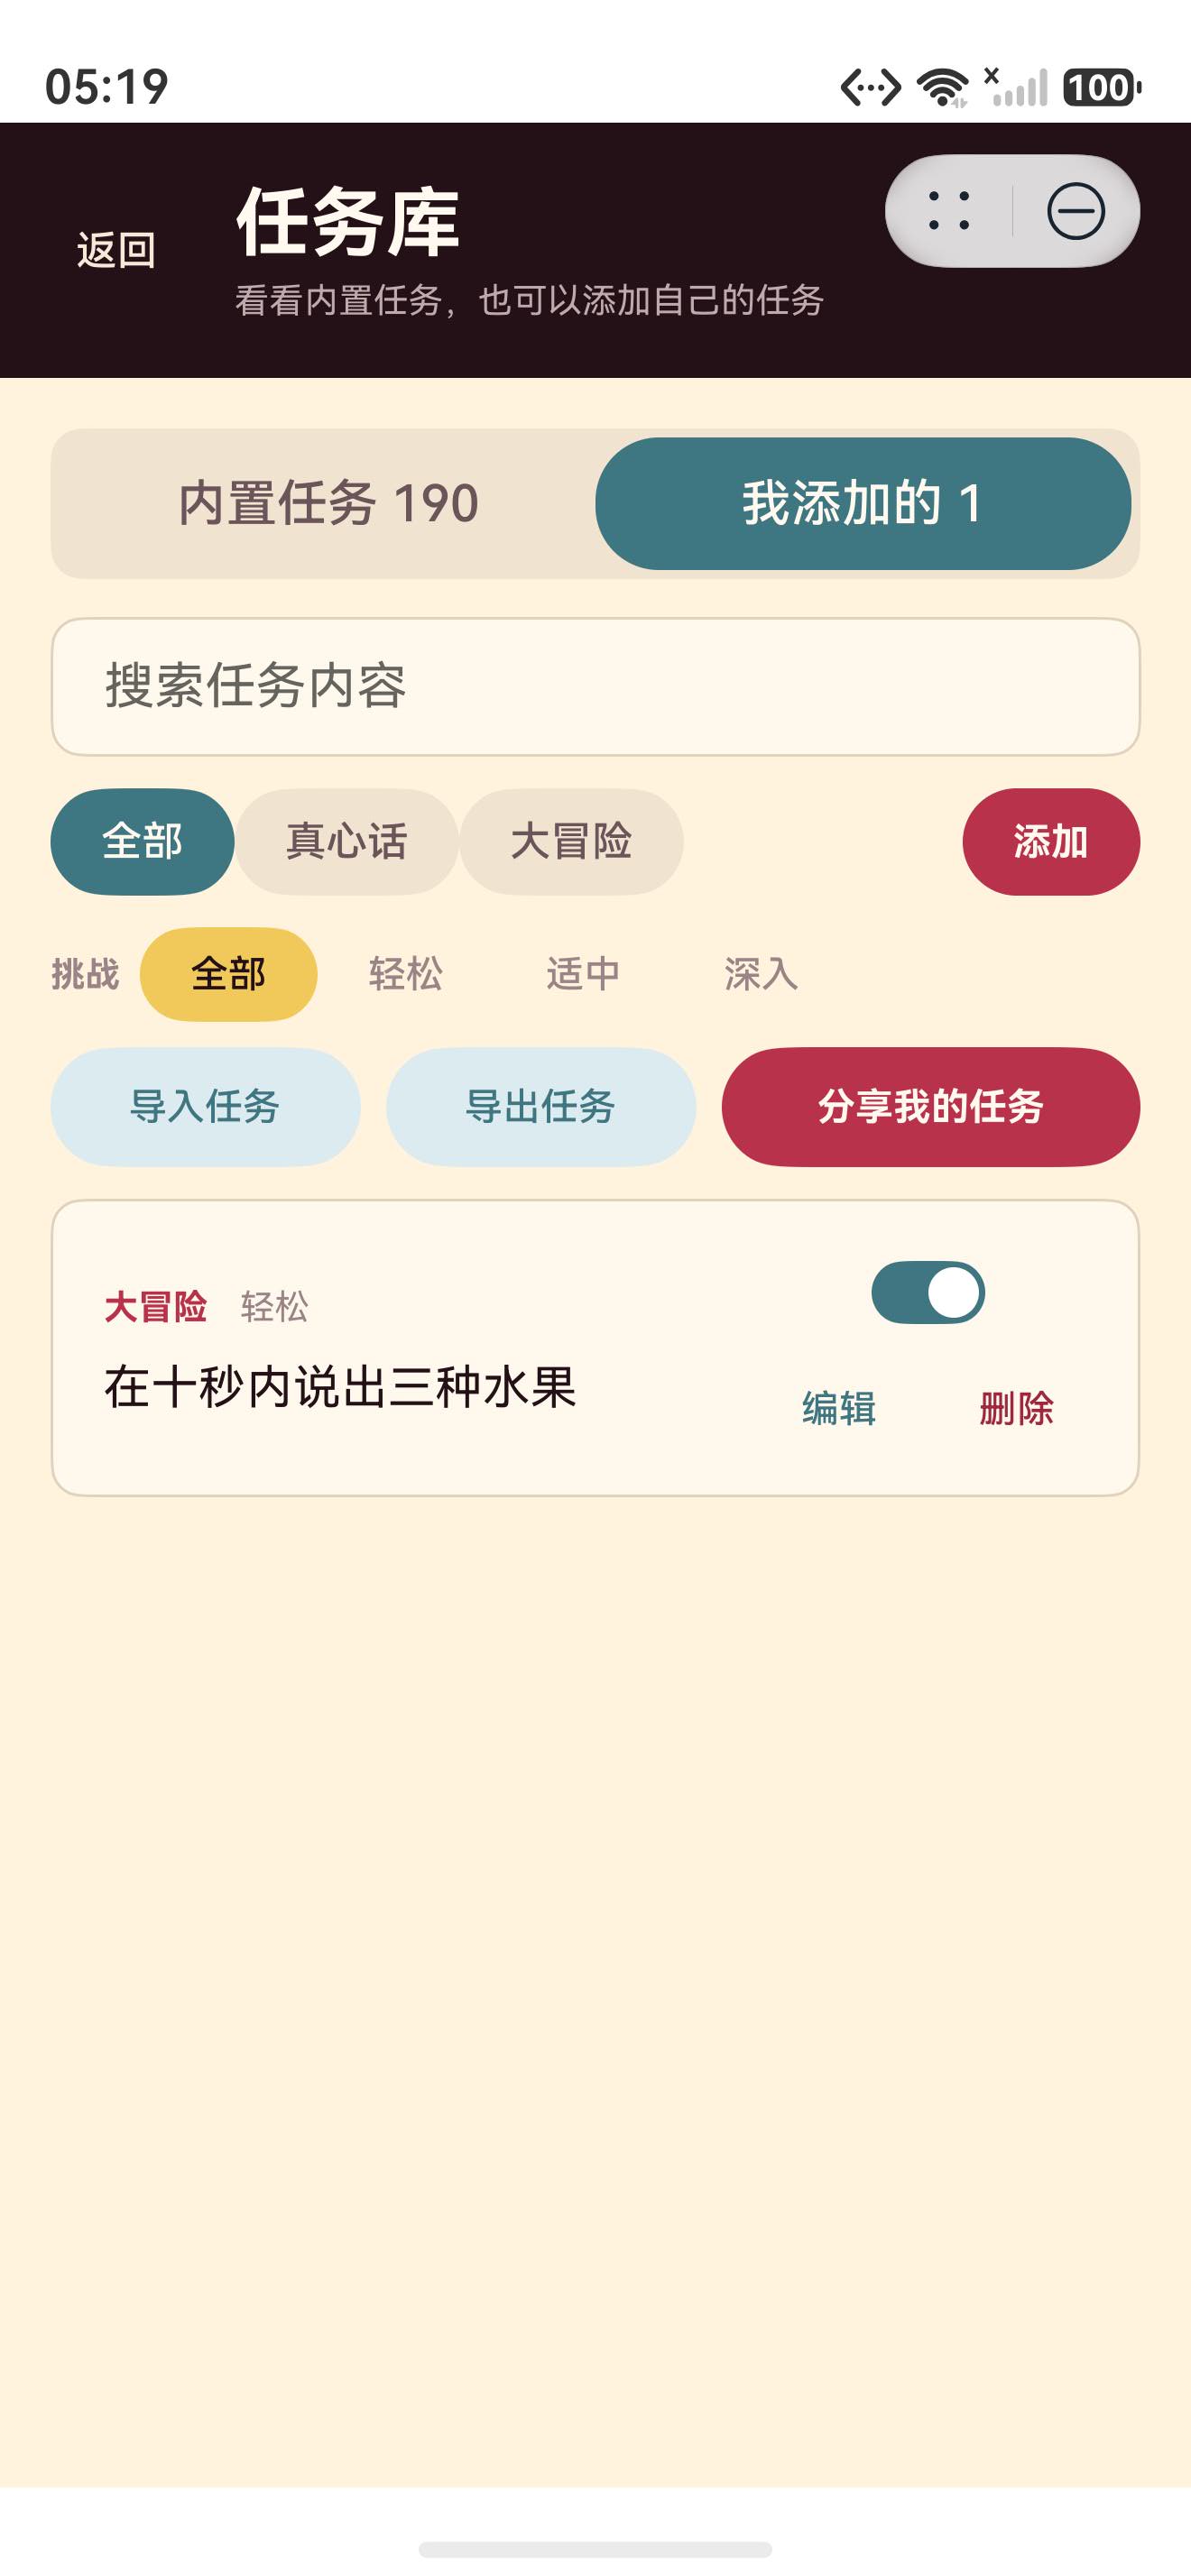 05:19
100
返回
任务库
看看内置任务，也可以添加自己的任务
内置任务 190
我添加的 1
搜索任务内容
全部 真心话 大冒险 添加
挑战 全部 轻松 适中 深入
导入任务 导出任务 分享我的任务
大冒险 轻松
在十秒内说出三种水果
编辑 删除